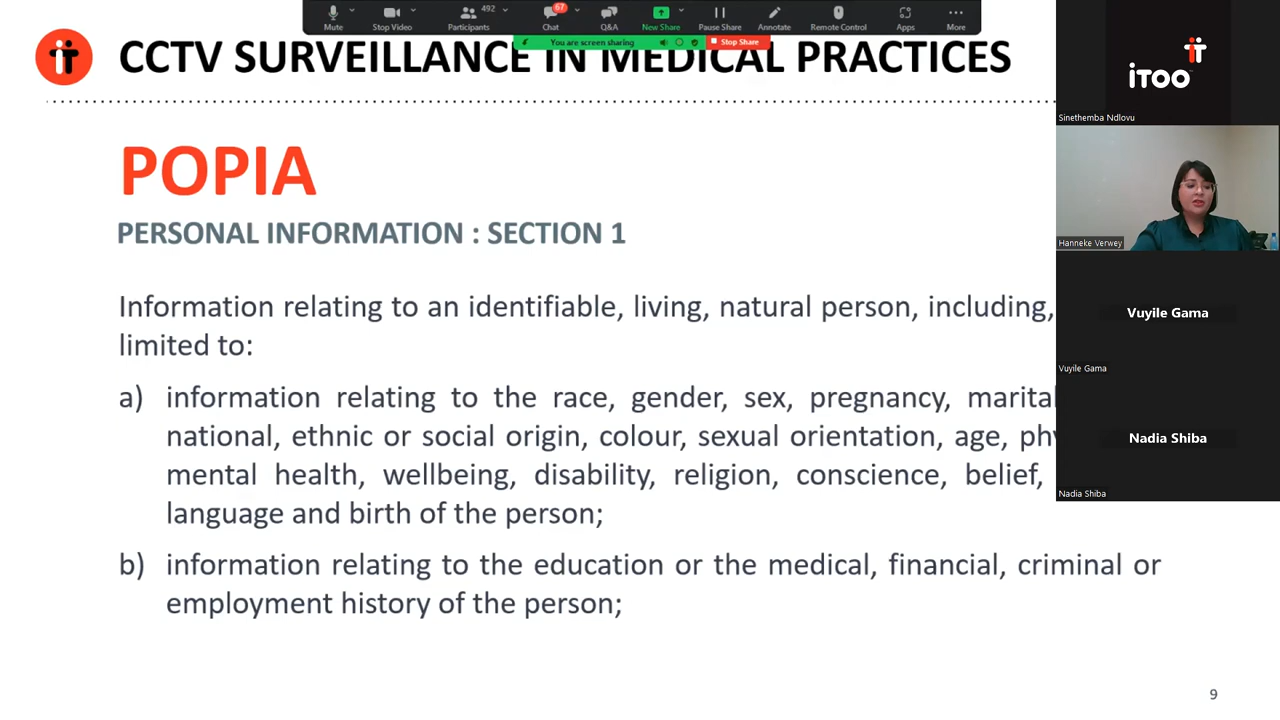 492
67
Mute
Stop Video
Participants
Chat
Q&A
New Share
Pause Share
Annotate
Remote Control
Apps
More
You are screen sharing
Stop Share
CCTV SURVEILLANCE IN MEDICAL PRACTICES
iTOO
Sinethemba Ndlovu
POPIA
PERSONAL INFORMATION : SECTION 1
Hanneke Verwey
Information relating to an identifiable, living, natural person, including,
limited to:
Vuyile Gama
Vuyile Gama
a) information relating to the race, gender, sex, pregnancy, marital
national, ethnic or social origin, colour, sexual orientation, age,
mental health, wellbeing, disability, religion, conscience, belief,
language and birth of the person;
Nadia Shiba
Nadia Shiba
b) information relating to the education or the medical, financial, criminal or
employment history of the person;
9